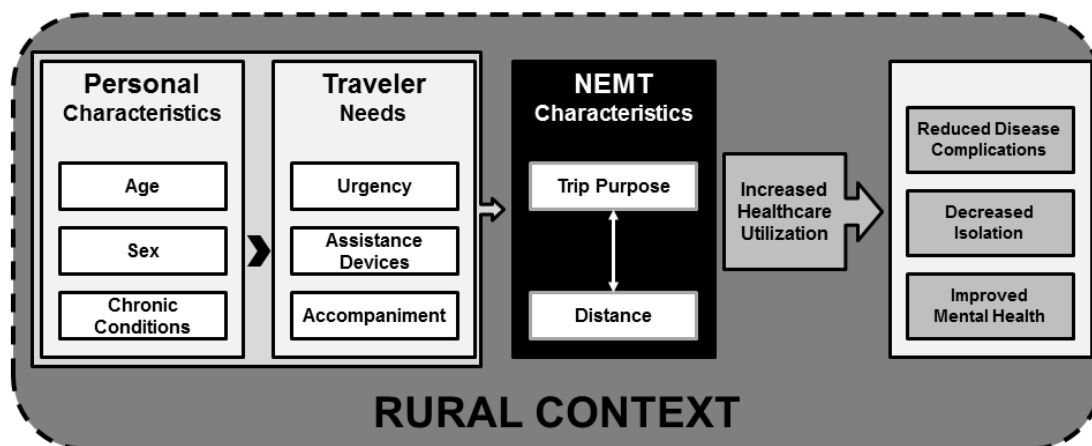 Personal
Characteristics
Age
Sex
Chronic
Conditions
Traveler
Needs
Urgency
Assistance
Devices
Accompaniment
NEMT
Characteristics
Trip Purpose
Distance
Increased
Healthcare
Utilization
Reduced Disease
Complications
Decreased
Isolation
Improved
Mental Health
RURAL CONTEXT